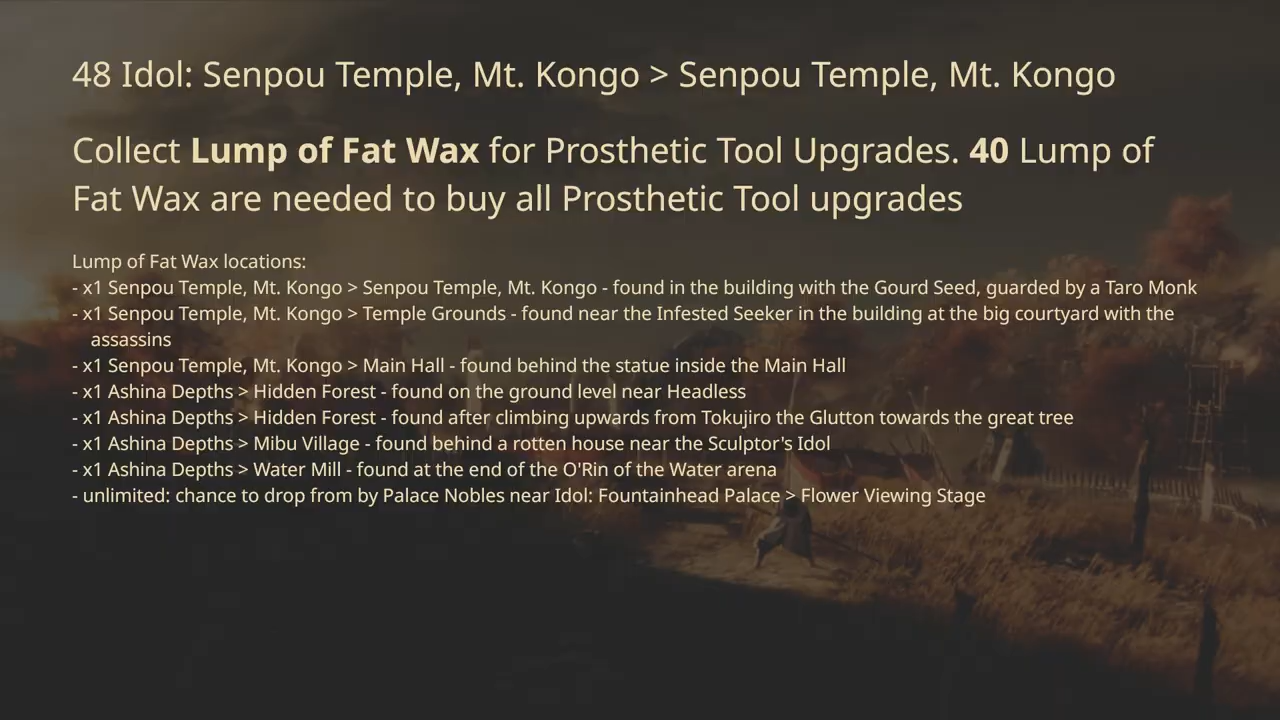 48 Idol: Senpou Temple, Mt. Kongo > Senpou Temple, Mt. Kongo
Collect Lump of Fat Wax for Prosthetic Tool Upgrades. 40 Lump of
Fat Wax are needed to buy all Prosthetic Tool upgrades
Lump of Fat Wax locations:
- x1 Senpou Temple, Mt. Kongo > Senpou Temple, Mt. Kongo - found in the building with the Gourd Seed, guarded by a Taro Monk
- x1 Senpou Temple, Mt. Kongo > Temple Grounds - found near the Infested Seeker in the building at the big courtyard with the
assassins
- x1 Senpou Temple, Mt. Kongo > Main Hall - found behind the statue inside the Main Hall
- x1 Ashina Depths > Hidden Forest - found on the ground level near Headless
- x1 Ashina Depths > Hidden Forest - found after climbing upwards from Tokujiro the Glutton towards the great tree
- x1 Ashina Depths > Mibu Village - found behind a rotten house near the Sculptor's Idol
- x1 Ashina Depths > Water Mill - found at the end of the O'Rin of the Water arena
- unlimited: chance to drop from by Palace Nobles near Idol: Fountainhead Palace > Flower Viewing Stage